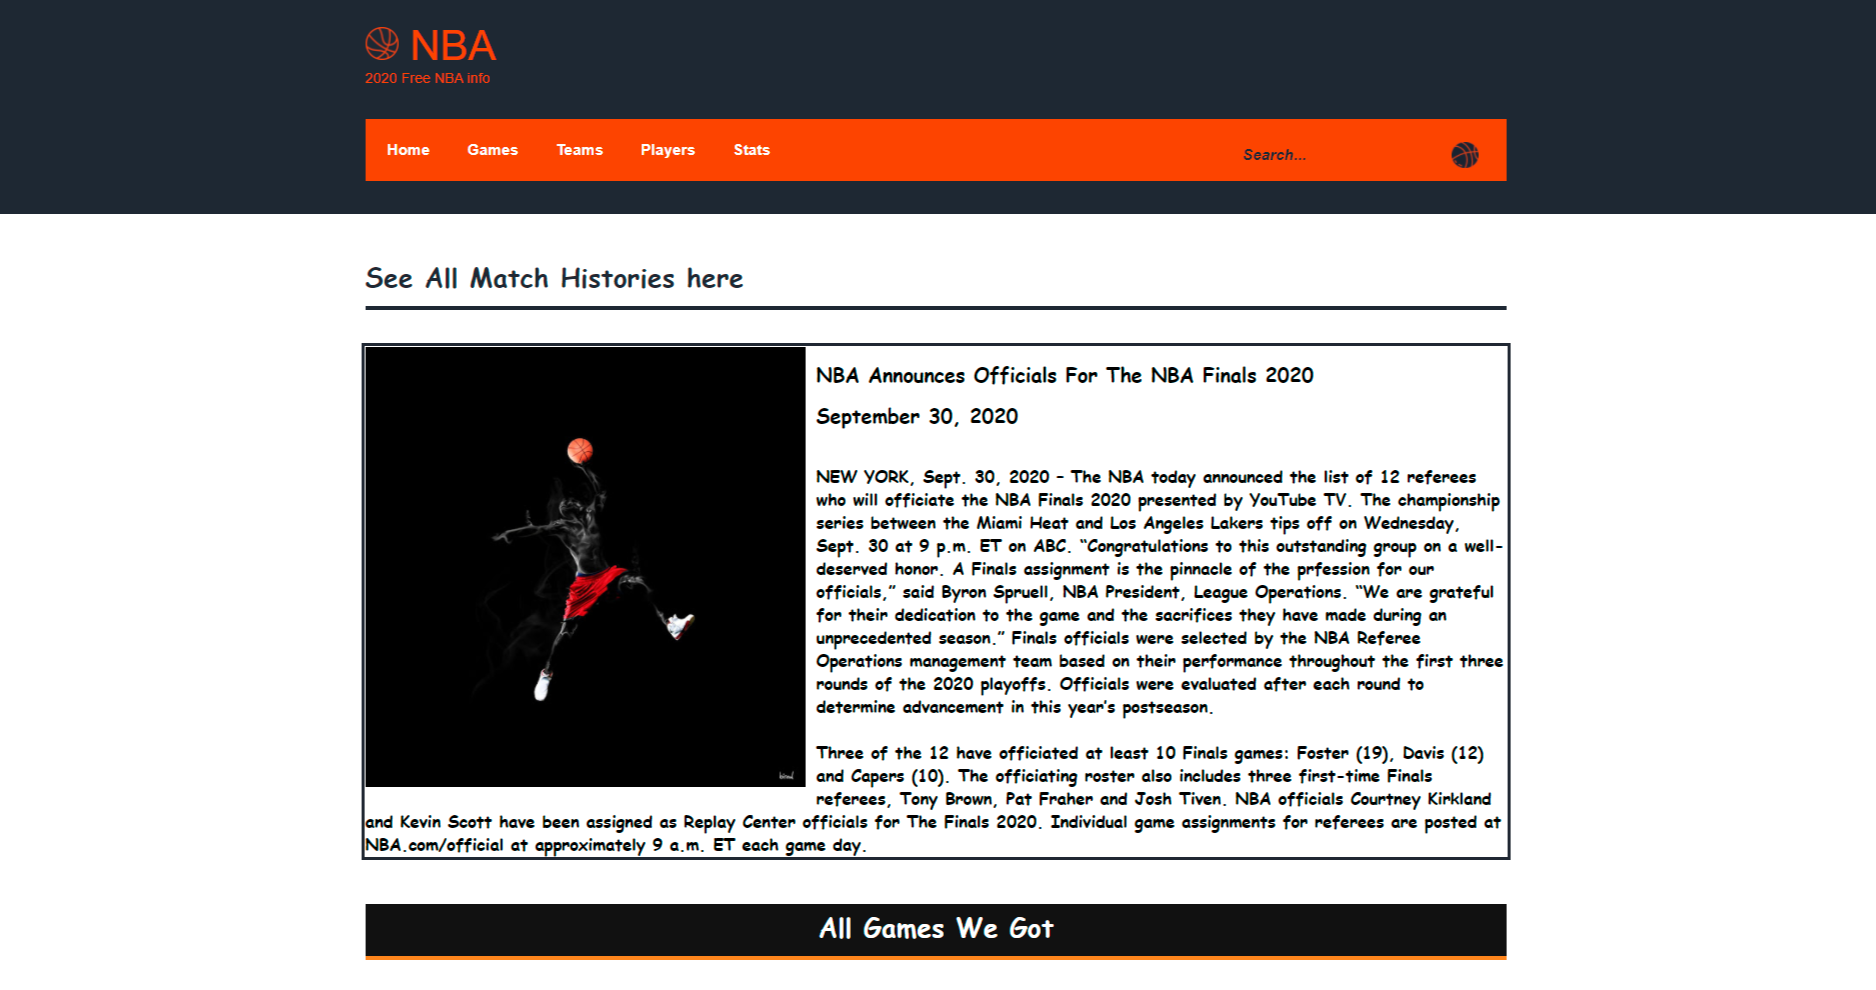 NBA
2020 Free NBA info
Home Games Teams Players Stats Search...
See All Match Histories here
NBA Announces Officials For The NBA Finals 2020
September 30, 2020
NEW YORK, Sept. 30, 2020 – The NBA today announced the list of 12 referees
who will officiate the NBA Finals 2020 presented by YouTube TV. The championship
series between the Miami Heat and Los Angeles Lakers tips off on Wednesday,
Sept. 30 at 9 p.m. ET on ABC. “Congratulations to this outstanding group on a well-
deserved honor. A Finals assignment is the pinnacle of the prfession for our
officials,” said Byron Spruell, NBA President, League Operations. “We are grateful
for their dedication to the game and the sacrifices they have made during an
unprecedented season.” Finals officials were selected by the NBA Referee
Operations management team based on their performance throughout the first three
rounds of the 2020 playoffs. Officials were evaluated after each round to
determine advancement in this year’s postseason.
Three of the 12 have officiated at least 10 Finals games: Foster (19), Davis (12)
and Capers (10). The officiating roster also includes three first-time Finals
referees, Tony Brown, Pat Fraher and Josh Tiven. NBA officials Courtney Kirkland
and Kevin Scott have been assigned as Replay Center officials for The Finals 2020. Individual game assignments for referees are posted at
NBA.com/official at approximately 9 a.m. ET each game day.
All Games We Got